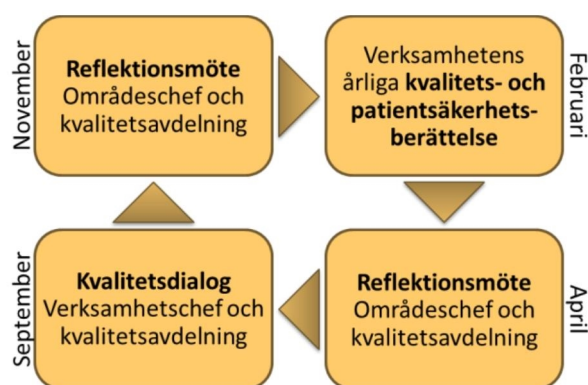 November
Reflektionsmöte
Områdeschef och
kvalitetsavdelning
Verksamhetens
årliga kvalitets- och
patientsäkerhets-
berättelse
Februari
September
Kvalitetsdialog
Verksamhetschef och
kvalitetsavdelning
Reflektionsmöte
Områdeschef och
kvalitetsavdelning
April